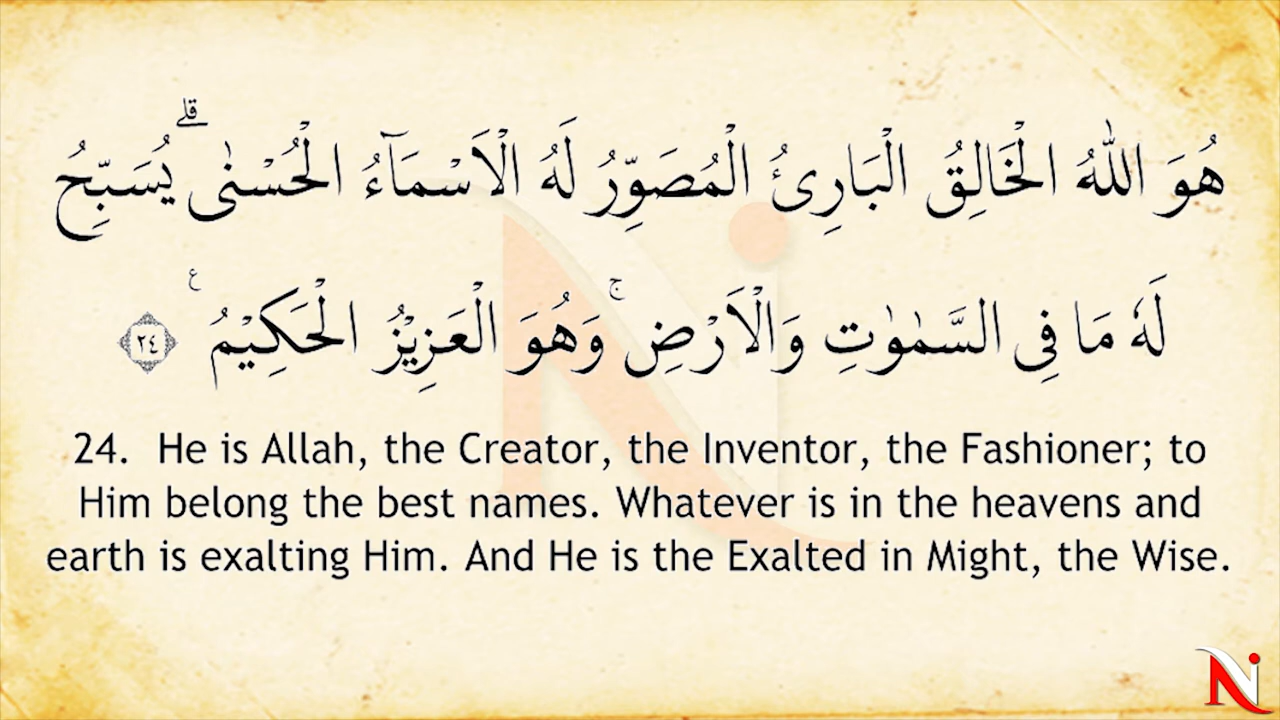 هُوَ اللّٰهُ الْخَالِقُ الْبَارِئُ الْمُصَوِّرُ لَهُ الْاَسْمَآءُ الْحُسْنٰى ۗ يُسَبِّحُ
لَهٗ مَا فِى السَّمٰوٰتِ وَالْاَرْضِ ۚ وَهُوَ الْعَزِيْزُ الْحَكِيْمُ ࣖ ٢٤
24. He is Allah, the Creator, the Inventor, the Fashioner; to
Him belong the best names. Whatever is in the heavens and
earth is exalting Him. And He is the Exalted in Might, the Wise.
Ni